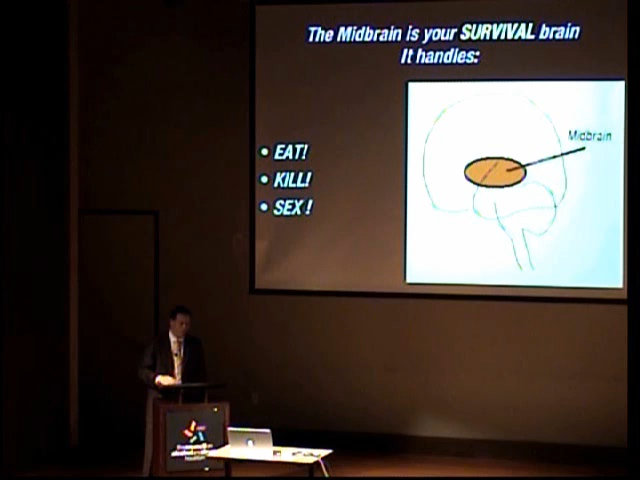 The Midbrain is your SURVIVAL brain
It handles:
Midbrain
• EAT!
• KILL!
• SEX !